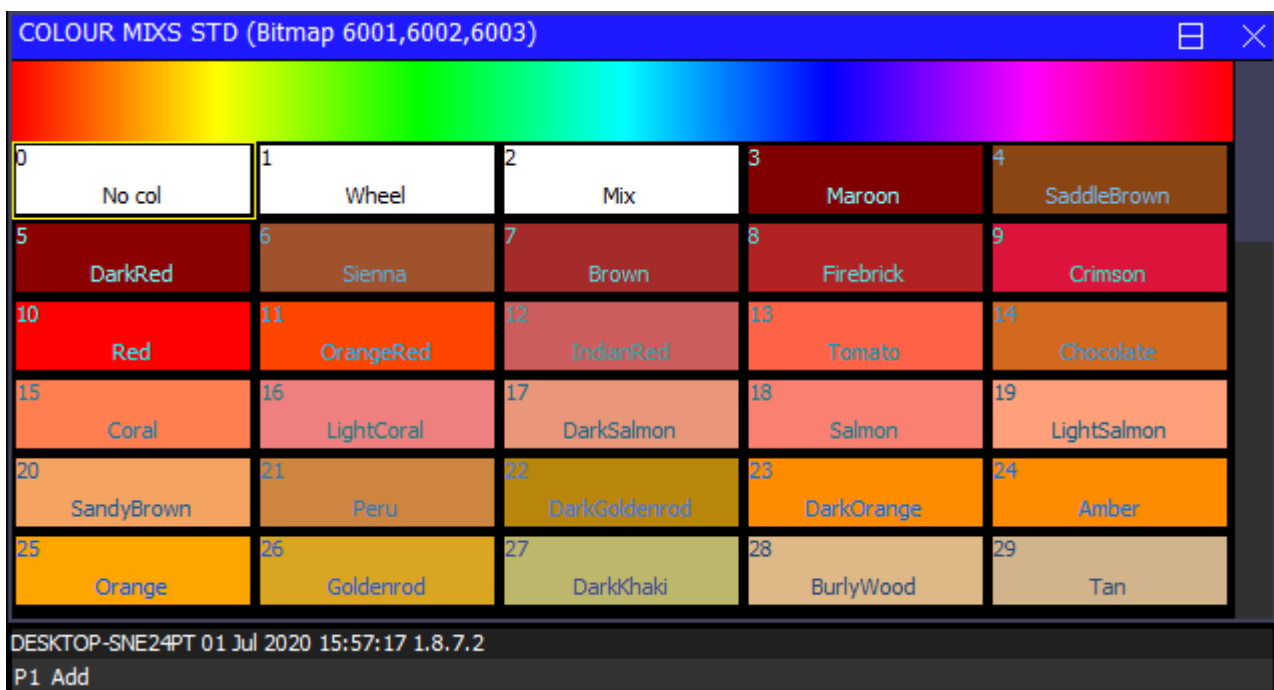 COLOUR MIXS STD (Bitmap 6001,6002,6003)
0 1 2 3 4
No col Wheel Mix Maroon SaddleBrown
5 6 7 8 9
DarkRed Sienna Brown Firebrick Crimson
10 11 12 13 14
Red OrangeRed IndianRed Tomato Chocolate
15 16 17 18 19
Coral LightCoral DarkSalmon Salmon LightSalmon
20 21 22 23 24
SandyBrown Peru DarkGoldenrod DarkOrange Amber
25 26 27 28 29
Orange Goldenrod DarkKhaki BurlyWood Tan
DESKTOP-SNE24PT 01 Jul 2020 15:57:17 1.8.7.2
P1 Add